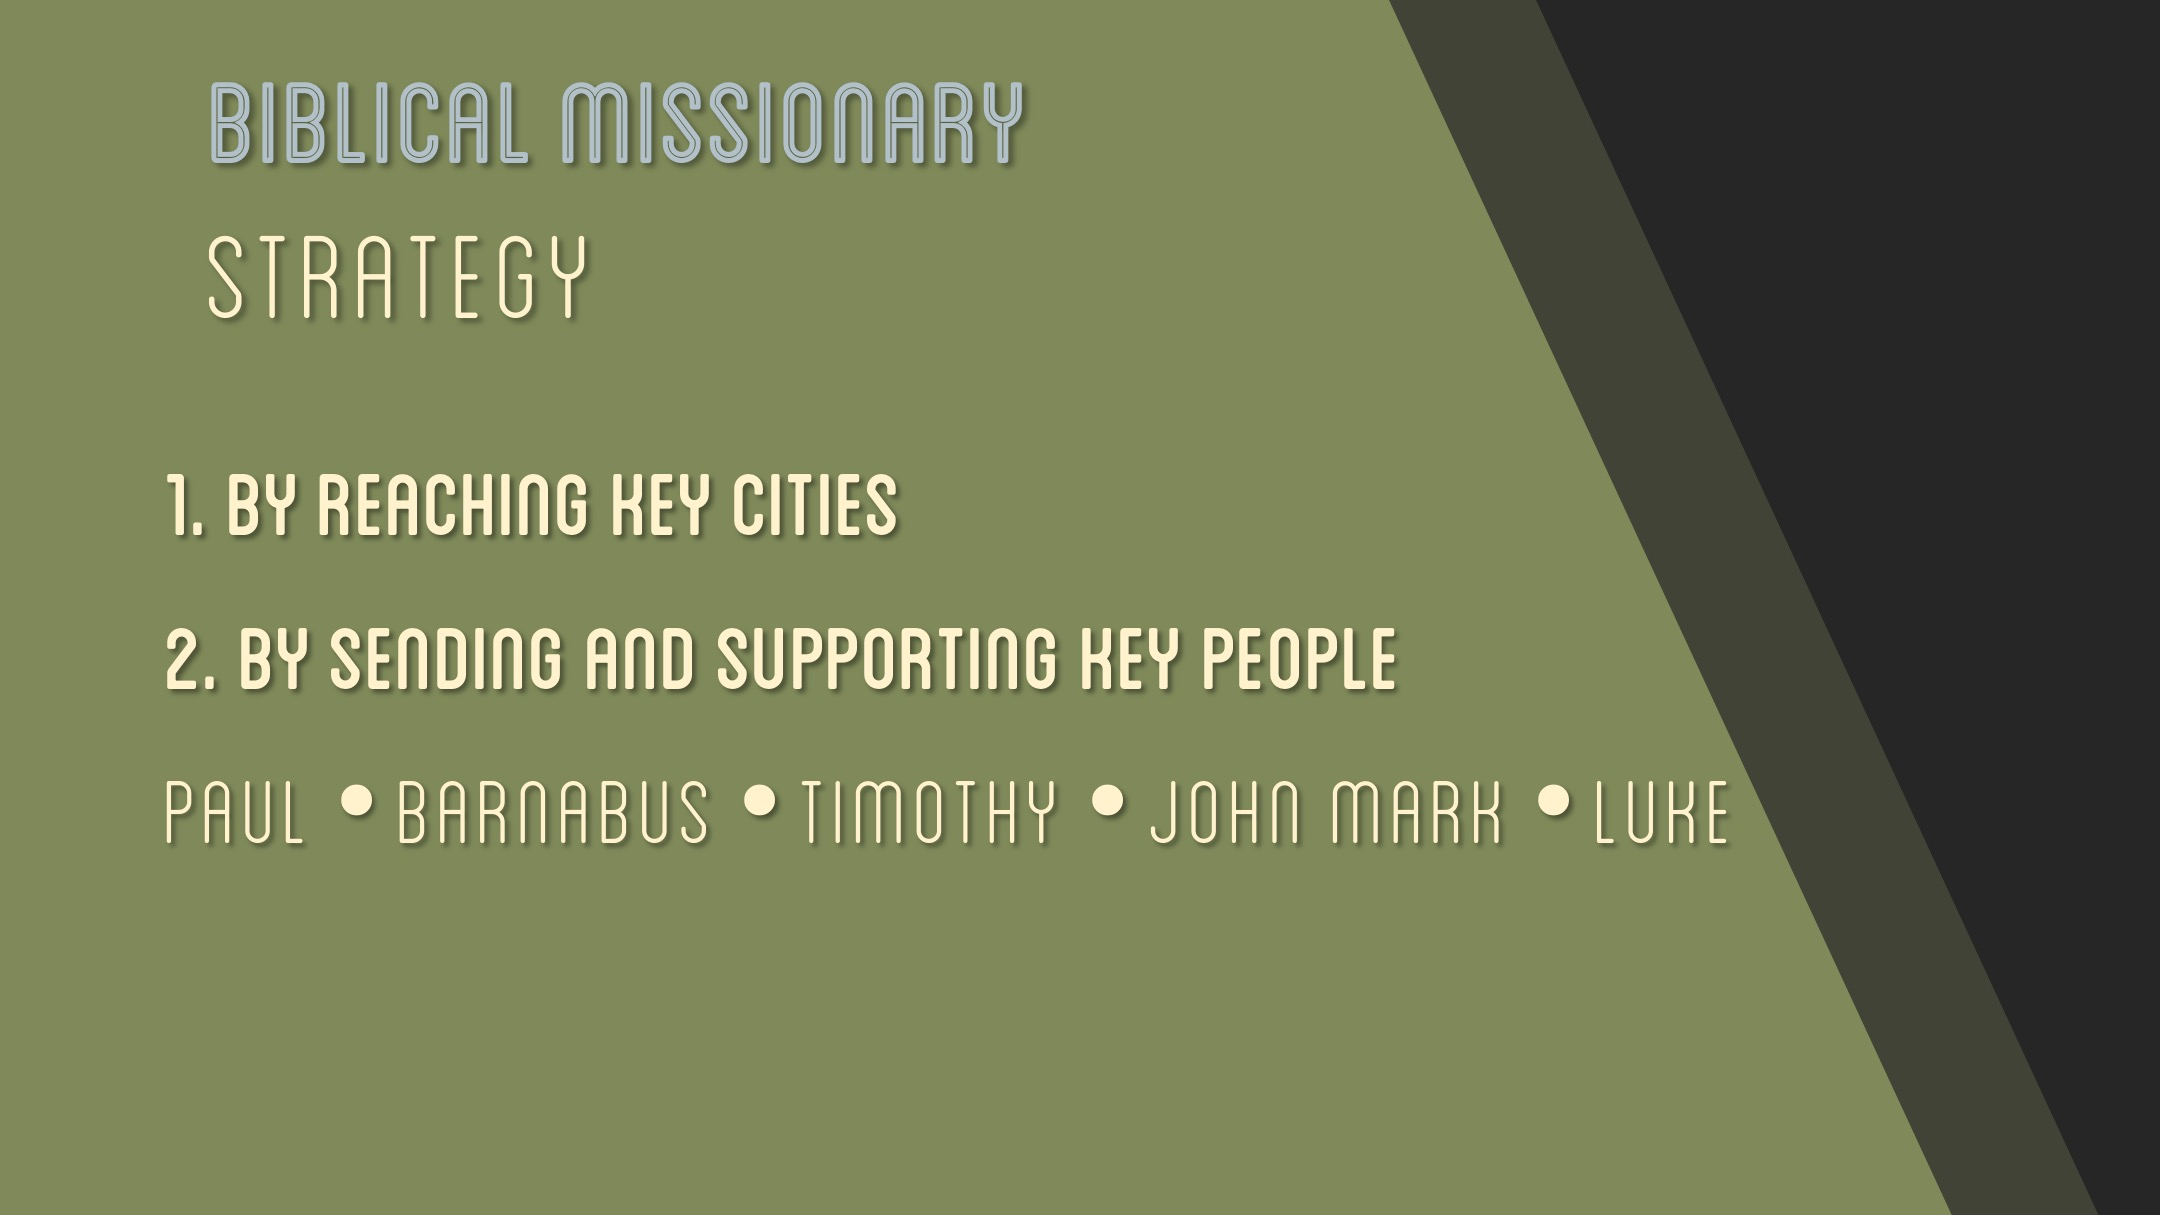 BIBLICAL MISSIONARY
STRATEGY
1. BY REACHING KEY CITIES
2. BY SENDING AND SUPPORTING KEY PEOPLE
PAUL • BARNABUS • TIMOTHY • JOHN MARK • LUKE